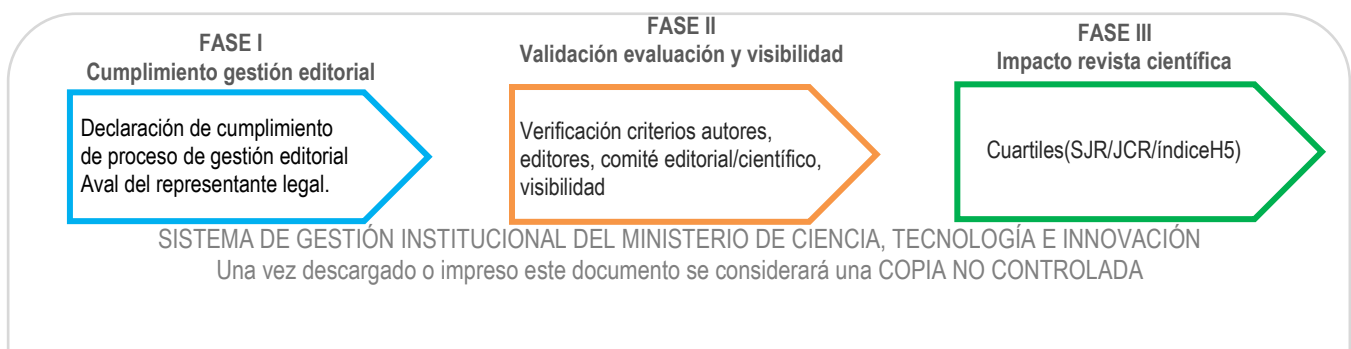 FASE I
Cumplimiento gestión editorial
Declaración de cumplimiento
de proceso de gestión editorial
Aval del representante legal.
FASE II
Validación evaluación y visibilidad
Verificación criterios autores,
editores, comité editorial/científico,
visibilidad
FASE III
Impacto revista científica
Cuartiles(SJR/JCR/índiceH5)
SISTEMA DE GESTIÓN INSTITUCIONAL DEL MINISTERIO DE CIENCIA, TECNOLOGÍA E INNOVACIÓN
Una vez descargado o impreso este documento se considerará una COPIA NO CONTROLADA